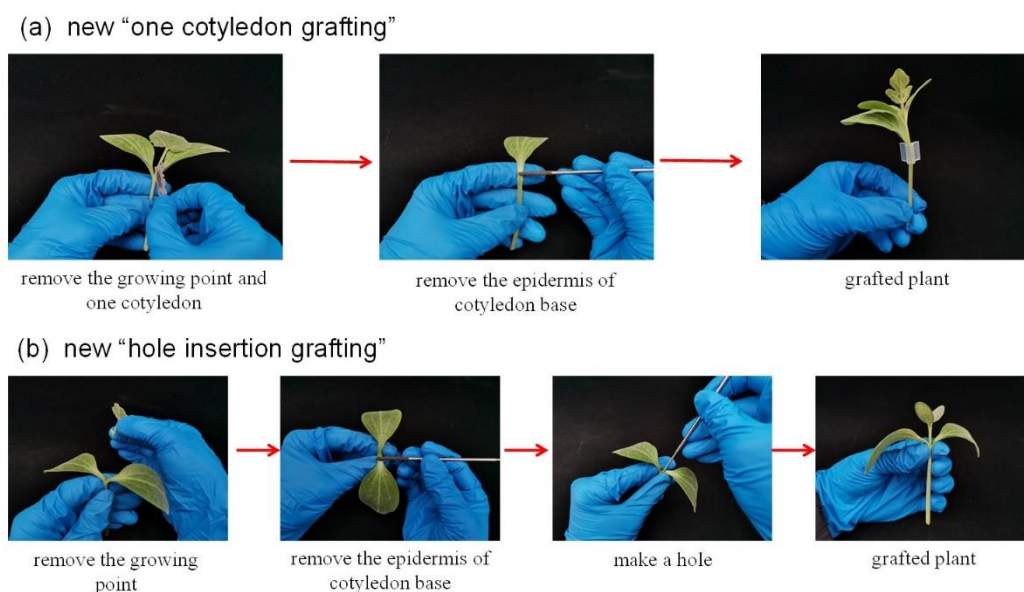 (a) new “one cotyledon grafting”
remove the growing point and
one cotyledon
remove the epidermis of
cotyledon base
grafted plant
(b) new “hole insertion grafting”
remove the growing
point
remove the epidermis of
cotyledon base
make a hole
grafted plant